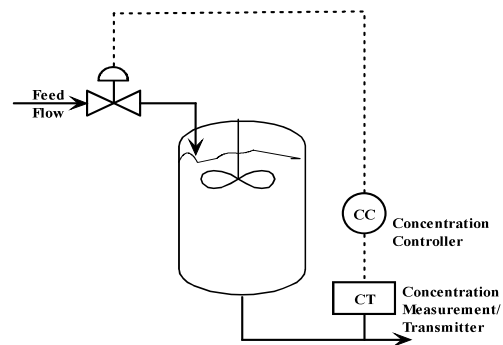 Feed
Flow
CC
Concentration
Controller
CT
Concentration
Measurement/
Transmitter